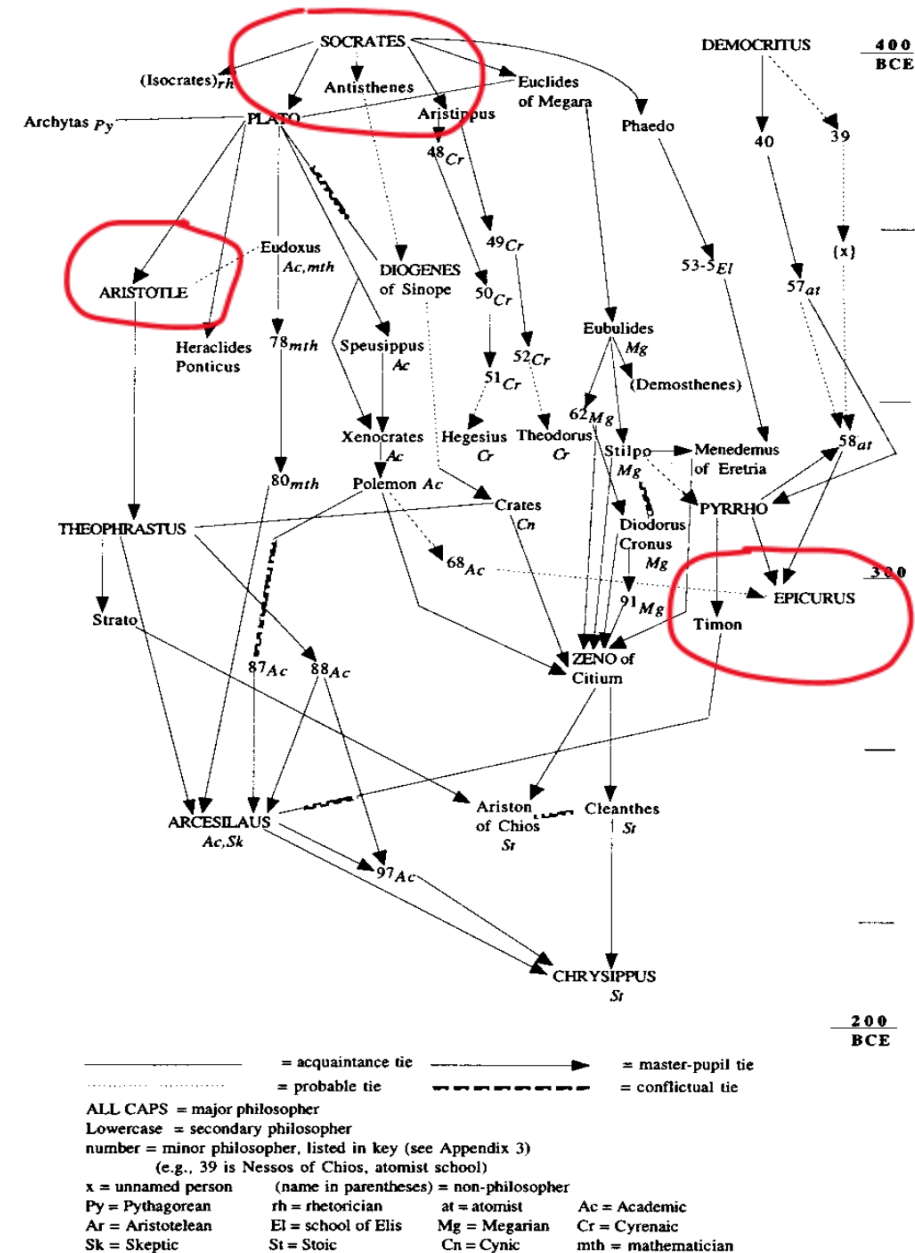 SOCRATES
DEMOCRITUS
400
BCE
(Isocrates)rh
Antisthenes
Euclides
of Megara
Archytas Py
PLATO
Aristippus
Phaedo
40
39
48Cr
49Cr
{x}
Eudoxus
Ac,mth
DIOGENES
of Sinope
53-5El
57at
ARISTOTLE
50Cr
Heraclides
Ponticus
78mth
Speusippus
Ac
Eubulides
Mg
52Cr
51Cr
(Demosthenes)
62Mg
Xenocrates
Ac
Hegesius
Cr
Theodorus
Cr
Stilpo
Mg
Menedemus
of Eretria
58at
80mth
Polemon Ac
Crates
Cn
PYRRHO
THEOPHRASTUS
Diodorus
Cronus
Mg
68Ac
300
BCE
EPICURUS
91Mg
Strato
Timon
87Ac
88Ac
ZENO of
Citium
ARCESILAUS
Ac,Sk
Ariston
of Chios
St
Cleanthes
St
97Ac
CHRYSIPPUS
St
200
BCE
= acquaintance tie
= master-pupil tie
= probable tie
= conflictual tie
ALL CAPS = major philosopher
Lowercase = secondary philosopher
number = minor philosopher, listed in key (see Appendix 3)
(e.g., 39 is Nessos of Chios, atomist school)
x = unnamed person (name in parentheses) = non-philosopher
Py = Pythagorean rh = rhetorician at = atomist Ac = Academic
Ar = Aristotelean El = school of Elis Mg = Megarian Cr = Cyrenaic
Sk = Skeptic St = Stoic Cn = Cynic mth = mathematician